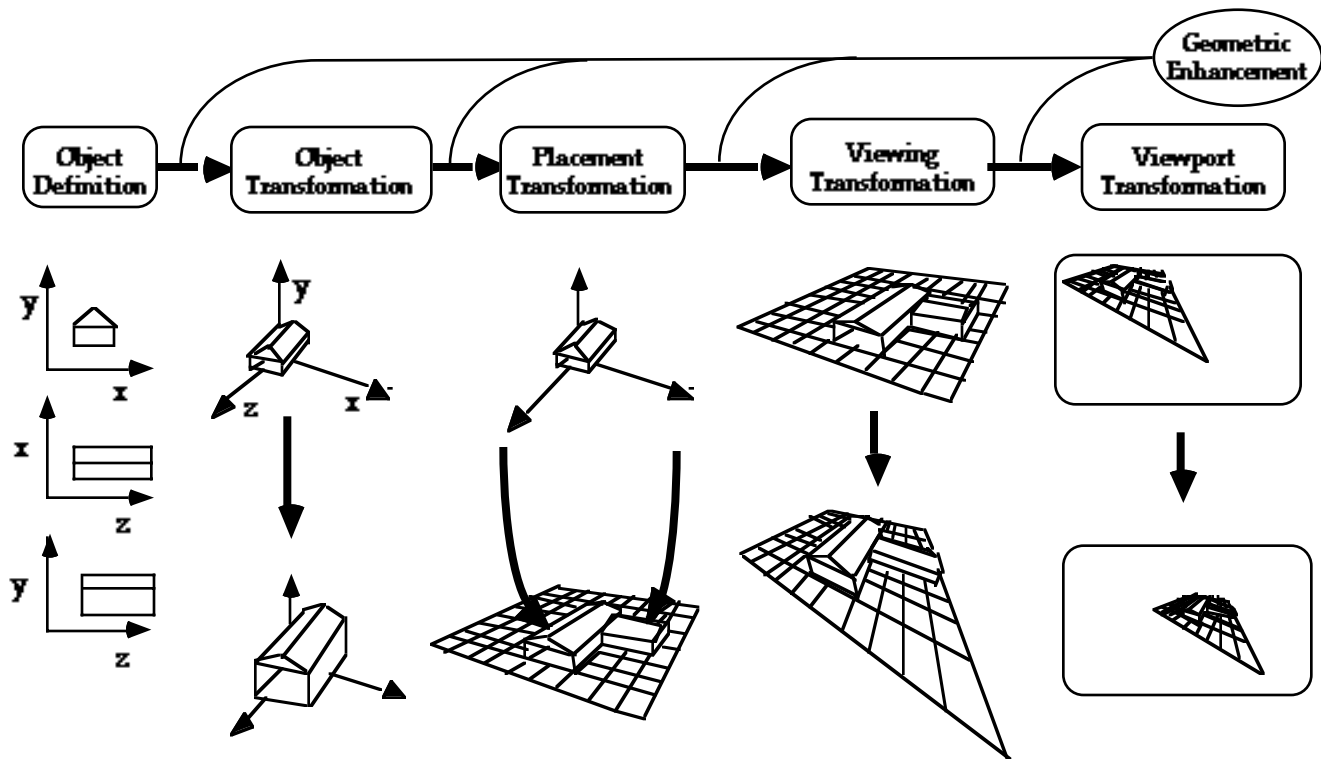 Geometric
Enhancement
Object
Definition
Object
Transformation
Placement
Transformation
Viewing
Transformation
Viewport
Transformation
y
x
y
z
x
x
z
y
z